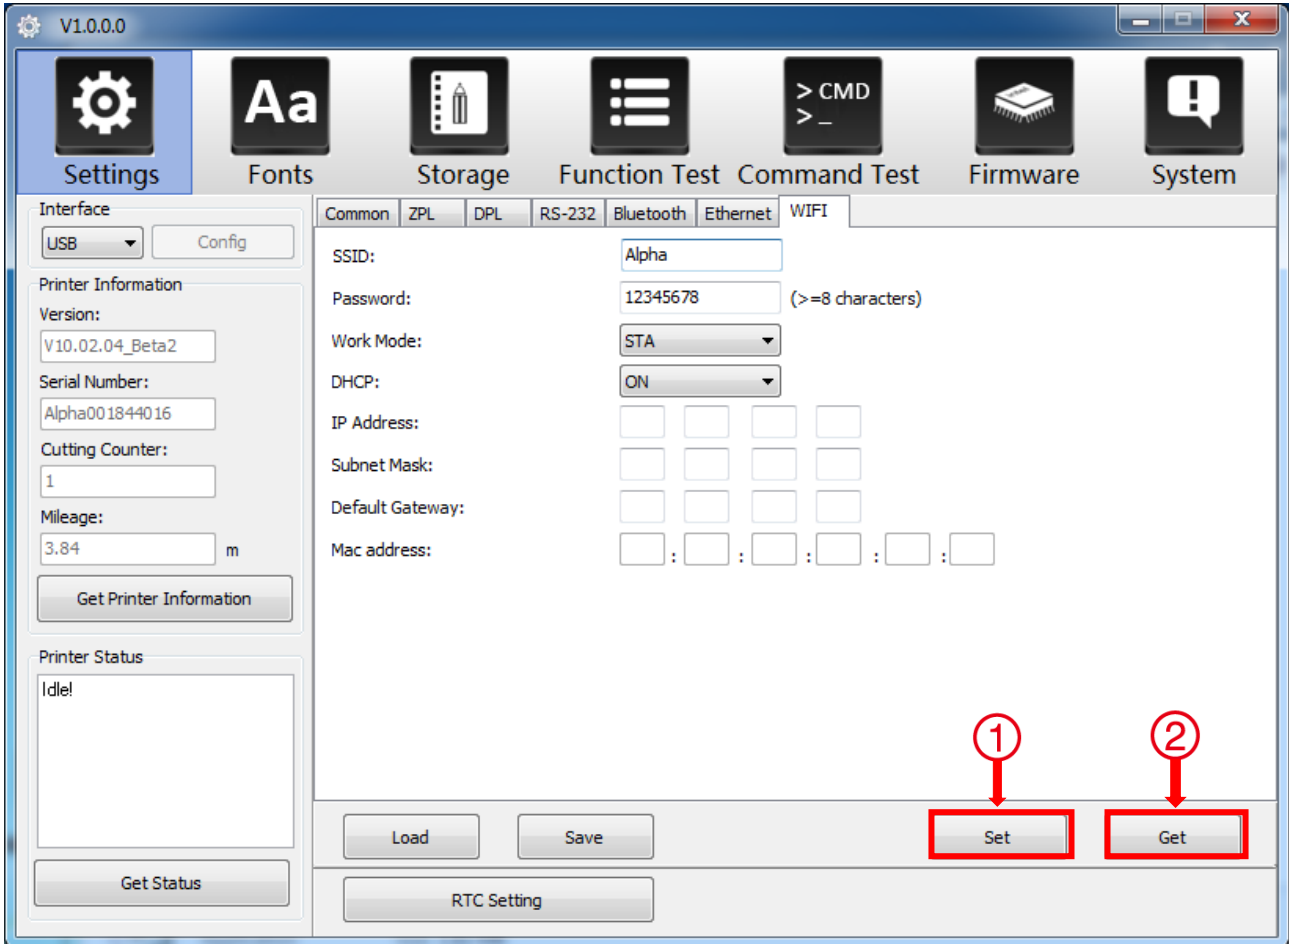 V1.0.0.0
Aa
> CMD
> _
Settings
Fonts
Storage
Function Test
Command Test
Firmware
System
Interface
USB
Config
Printer Information
Version:
V10.02.04_Beta2
Serial Number:
Alpha001844016
Cutting Counter:
1
Mileage:
3.84 m
Get Printer Information
Printer Status
Idle!
Get Status
Common
ZPL
DPL
RS-232
Bluetooth
Ethernet
WIFI
SSID: Alpha
Password: 12345678 (>=8 characters)
Work Mode: STA
DHCP: ON
IP Address:
Subnet Mask:
Default Gateway:
Mac address: : : : : :
①
②
Load
Save
Set
Get
RTC Setting